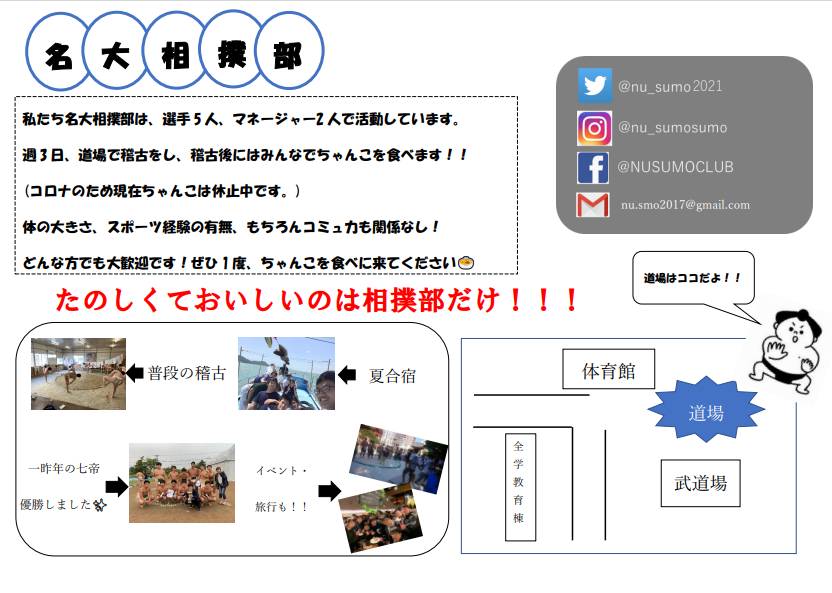 名大相撲部
私たち名大相撲部は、選手5人、マネージャー2人で活動しています。
週3日、道場で稽古をし、稽古後にはみんなでちゃんこを食べます！！
(コロナのため現在ちゃんこは休止中です。)
体の大きさ、スポーツ経験の有無、もちろんコミュ力も関係なし！
どんな方でも大歓迎です！ぜひ1度、ちゃんこを食べに来てください🍲
@nu_sumo2021
@nu_sumosumo
@NUSUMOCLUB
nu.smo2017@gmail.com
たのしくておいしいのは相撲部だけ！！！
道場はココだよ！！
普段の稽古
夏合宿
一昨年の七帝
優勝しました
イベント・
旅行も！！
体育館
道場
全学教育棟
武道場